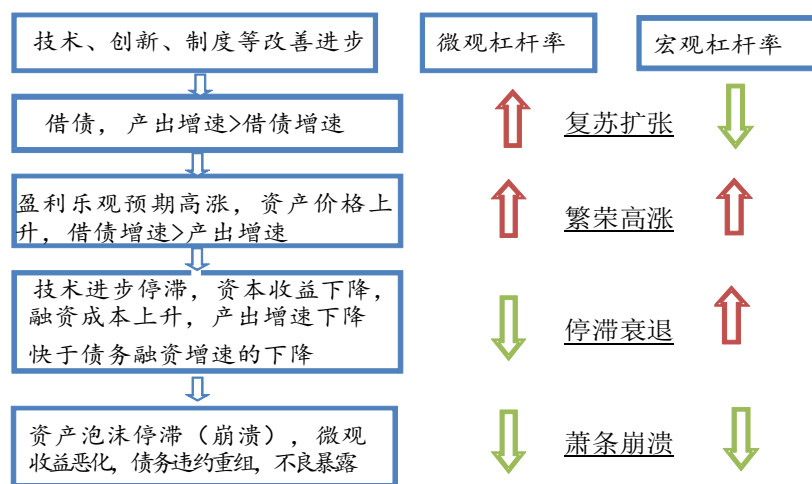 技术、创新、制度等改善进步
微观杠杆率
宏观杠杆率
借债，产出增速>借债增速
复苏扩张
盈利乐观预期高涨，资产价格上
升，借债增速>产出增速
繁荣高涨
技术进步停滞，资本收益下降，
融资成本上升，产出增速下降
快于债务融资增速的下降
停滞衰退
资产泡沫停滞（崩溃），微观
收益恶化，债务违约重组，不良暴露
萧条崩溃